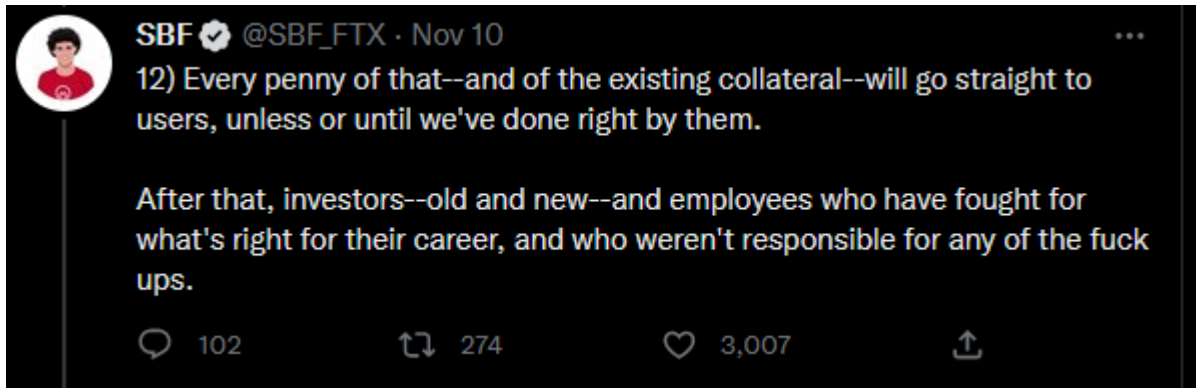 SBF @SBF_FTX · Nov 10
12) Every penny of that--and of the existing collateral--will go straight to
users, unless or until we've done right by them.
After that, investors--old and new--and employees who have fought for
what's right for their career, and who weren't responsible for any of the fuck
ups.
102 274 3,007